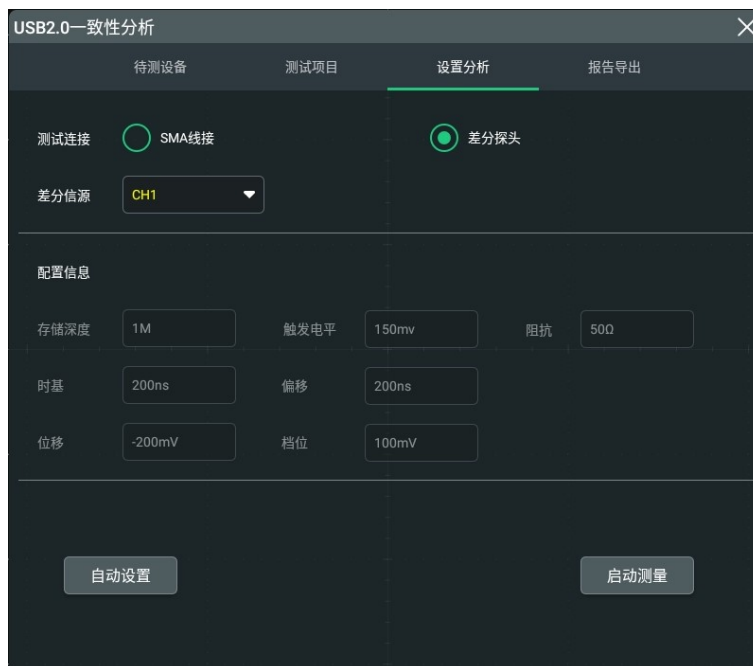 USB2.0一致性分析
待测设备 测试项目 设置分析 报告导出
测试连接 SMA线接 差分探头
差分信源 CH1
配置信息
存储深度 1M 触发电平 150mv 阻抗 50Ω
时基 200ns 偏移 200ns
位移 -200mV 档位 100mV
自动设置 启动测量